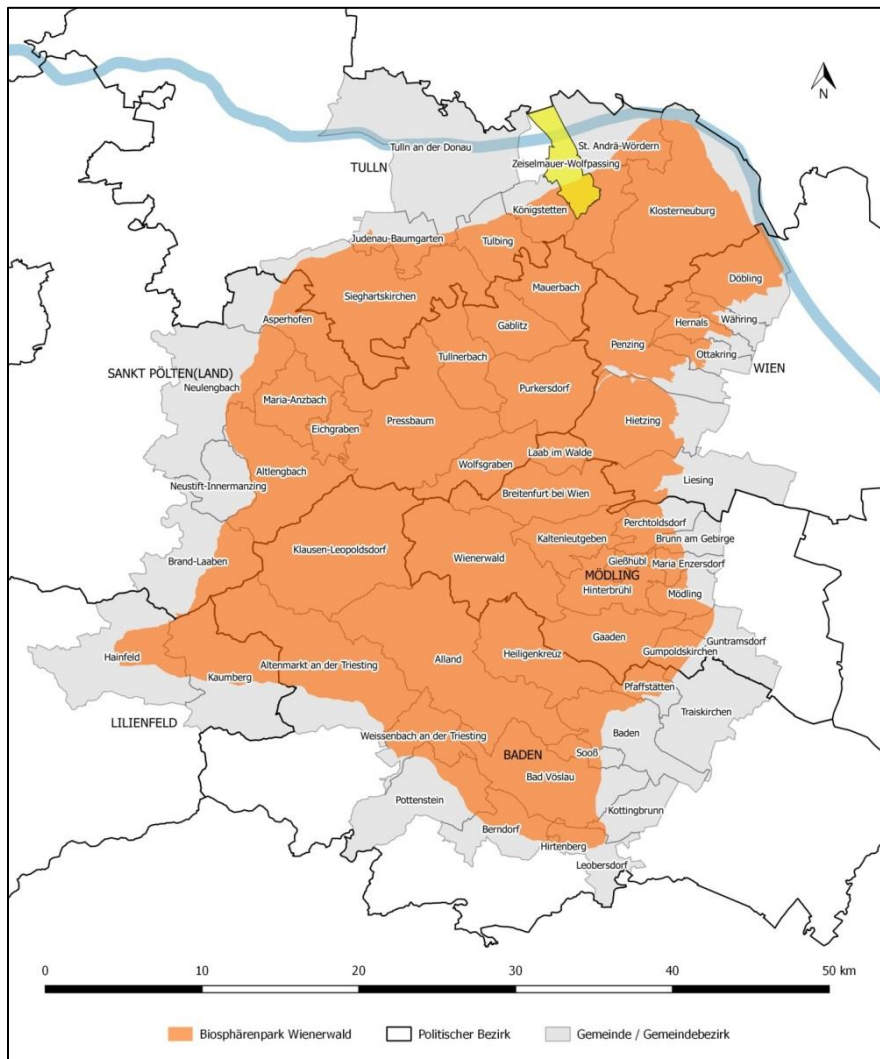 N
Tulln an der Donau
St. Andrä-Wördern
TULLN
Zeiselmauer-Wolfpassing
Königstetten
Klosterneuburg
Judenau-Baumgarten
Tulbing
Döbling
Mauerbach
Sieghartskirchen
Asperhofen
Gablitz
Währing
Hernals
Penzing
Tullnerbach
Ottakring
SANKT PÖLTEN(LAND)
WIEN
Neulengbach
Purkersdorf
Maria-Anzbach
Pressbaum
Hietzing
Eichgraben
Laab im Walde
Wolfsgraben
Altlengbach
Liesing
Neustift-Innermanzing
Breitenfurt bei Wien
Perchtoldsdorf
Kaltenleutgeben
Brunn am Gebirge
Klausen-Leopoldsdorf
Wienerwald
Brand-Laaben
Gießhübl
Maria Enzersdorf
MÖDLING
Hinterbrühl
Mödling
Gaaden
Guntramsdorf
Hainfeld
Altenmarkt an der Triesting
Alland
Heiligenkreuz
Gumpoldskirchen
Kaumberg
Pfaffstätten
Traiskirchen
LILIENFELD
Weissenbach an der Triesting
Baden
BADEN
Sooß
Bad Vöslau
Pottenstein
Kottingbrunn
Berndorf
Hirtenberg
Leobersdorf
0 10 20 30 40 50 km
Biosphärenpark Wienerwald Politischer Bezirk Gemeinde / Gemeindebezirk